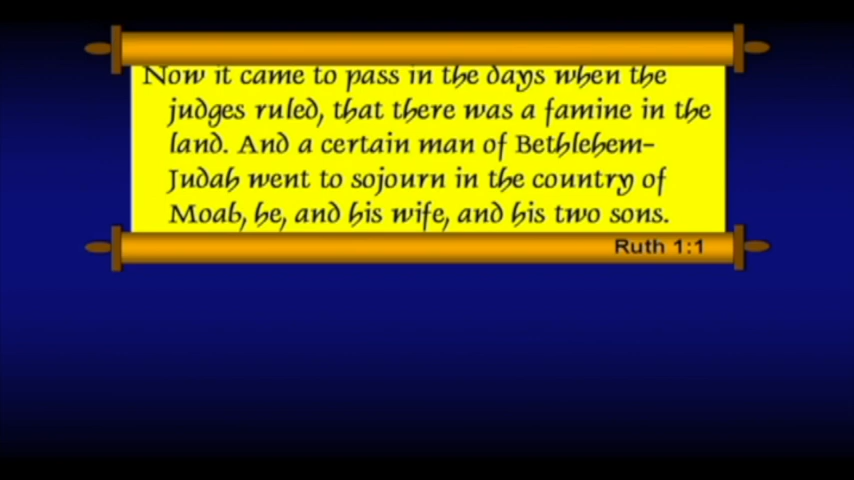 Now it came to pass in the days when the
judges ruled, that there was a famine in the
land. And a certain man of Bethlehem-
Judah went to sojourn in the country of
Moab, he, and his wife, and his two sons.
Ruth 1:1